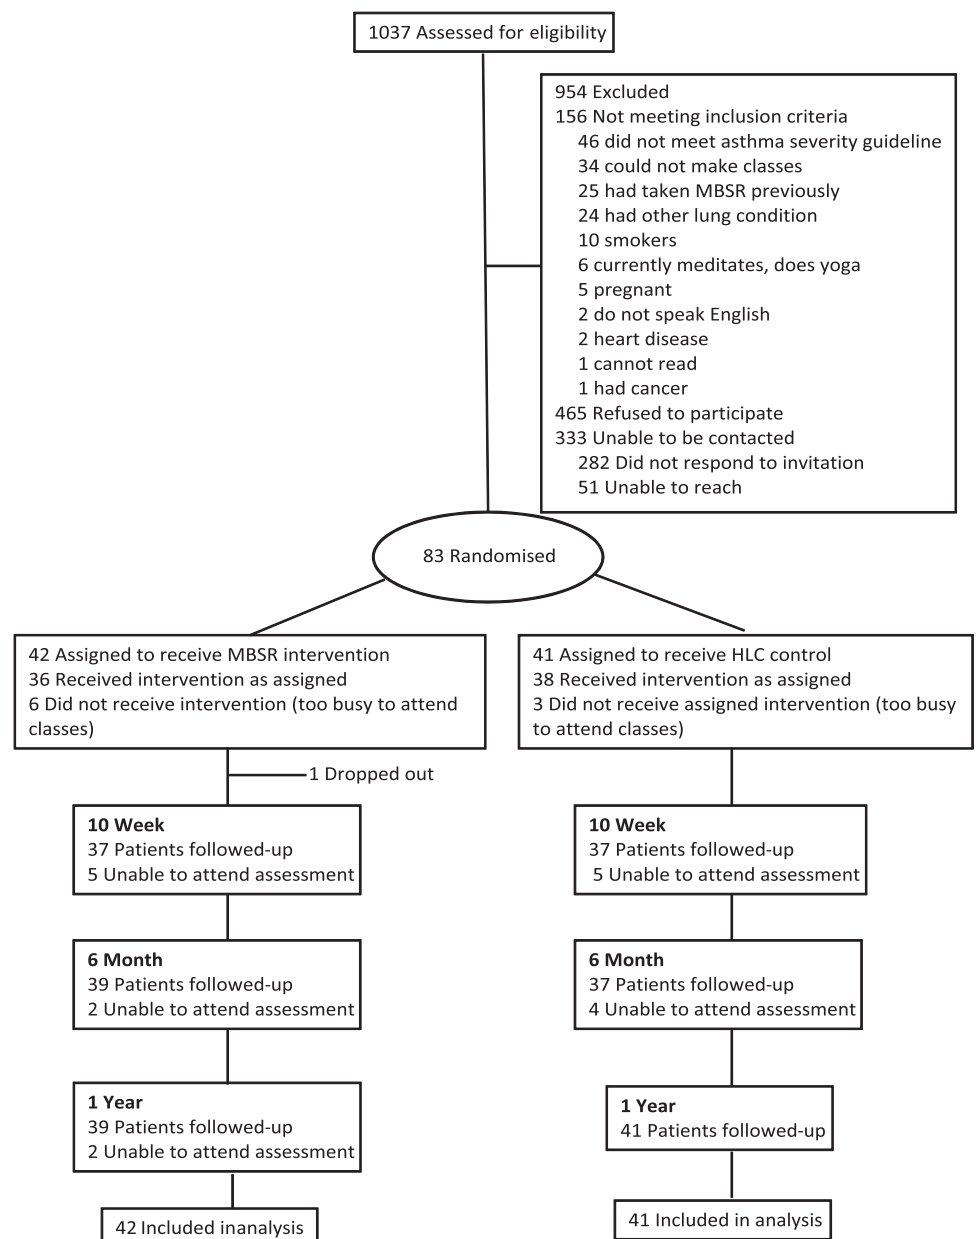 1037 Assessed for eligibility
954 Excluded
156 Not meeting inclusion criteria
46 did not meet asthma severity guideline
34 could not make classes
25 had taken MBSR previously
24 had other lung condition
10 smokers
6 currently meditates, does yoga
5 pregnant
2 do not speak English
2 heart disease
1 cannot read
1 had cancer
465 Refused to participate
333 Unable to be contacted
282 Did not respond to invitation
51 Unable to reach
83 Randomised
42 Assigned to receive MBSR intervention
36 Received intervention as assigned
6 Did not receive intervention (too busy to attend
classes)
41 Assigned to receive HLC control
38 Received intervention as assigned
3 Did not receive assigned intervention (too busy
to attend classes)
1 Dropped out
10 Week
37 Patients followed-up
5 Unable to attend assessment
10 Week
37 Patients followed-up
5 Unable to attend assessment
6 Month
39 Patients followed-up
2 Unable to attend assessment
6 Month
37 Patients followed-up
4 Unable to attend assessment
1 Year
39 Patients followed-up
2 Unable to attend assessment
1 Year
41 Patients followed-up
42 Included inanalysis
41 Included in analysis